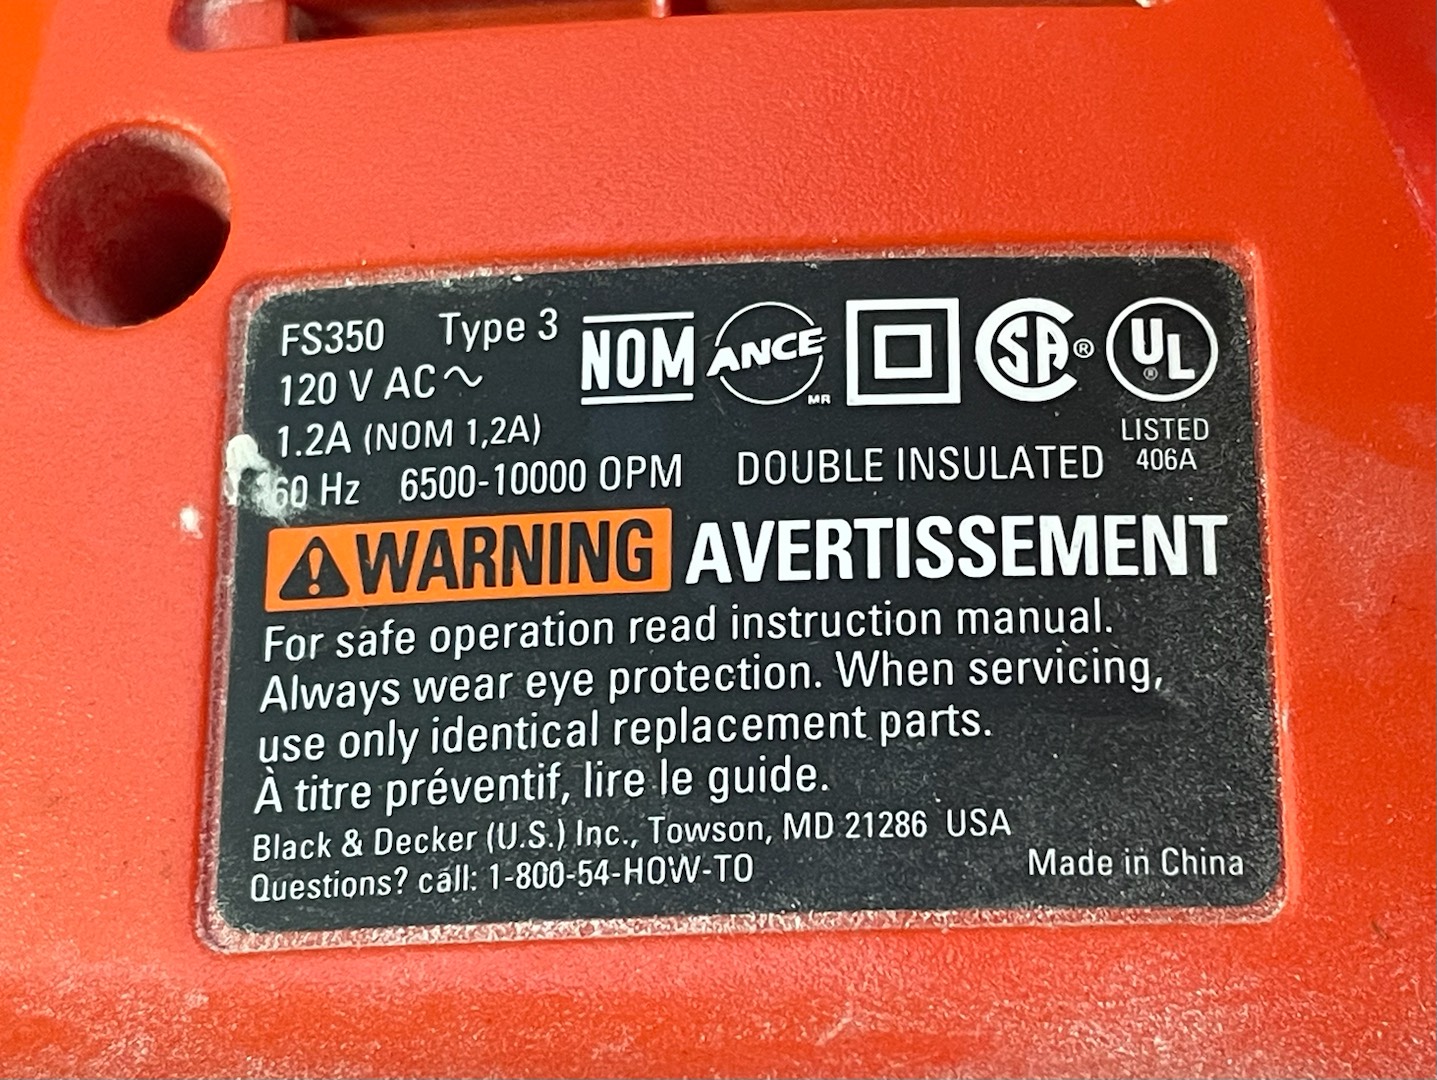 FS350 Type 3
120 V AC ~
1.2A (NOM 1,2A)
60 Hz 6500-10000 OPM
NOM ANCE MR SA ® UL ®
LISTED
406A
DOUBLE INSULATED
WARNING AVERTISSEMENT
For safe operation read instruction manual.
Always wear eye protection. When servicing,
use only identical replacement parts.
À titre préventif, lire le guide.
Black & Decker (U.S.) Inc., Towson, MD 21286 USA
Questions? call: 1-800-54-HOW-TO
Made in China